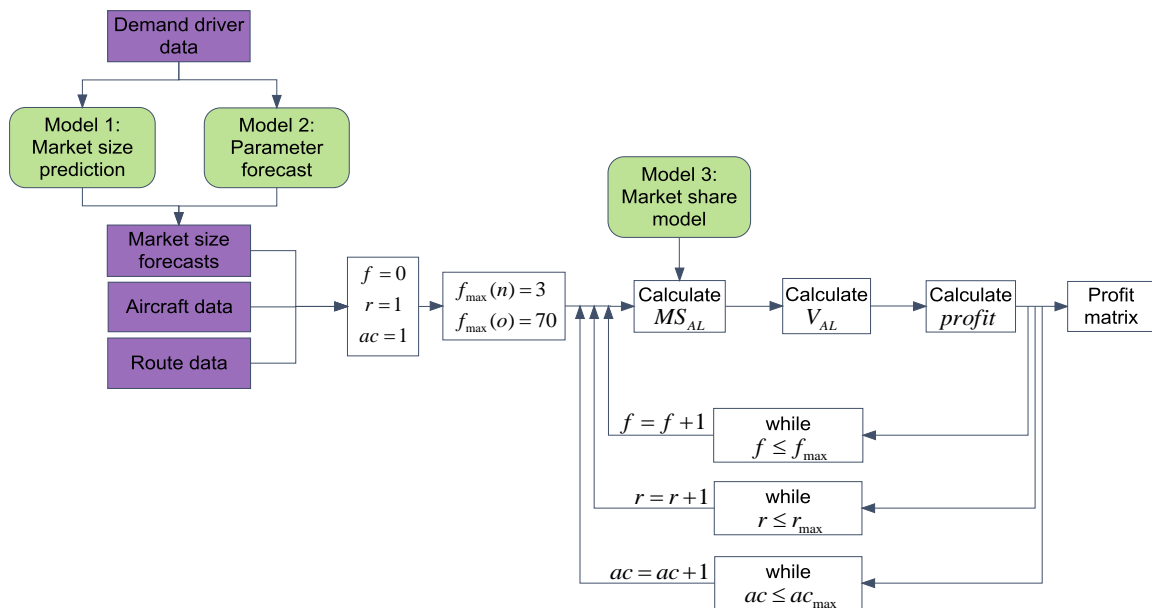 Demand driver
data
Model 1:
Market size
prediction
Model 2:
Parameter
forecast
Market size
forecasts
Aircraft data
Route data
f = 0
r = 1
ac = 1
f_max (n) = 3
f_max (o) = 70
Model 3:
Market share
model
Calculate
MS_AL
Calculate
V_AL
Calculate
profit
Profit
matrix
f = f +1
while
f ≤ f_max
r = r +1
while
r ≤ r_max
ac = ac +1
while
ac ≤ ac_max